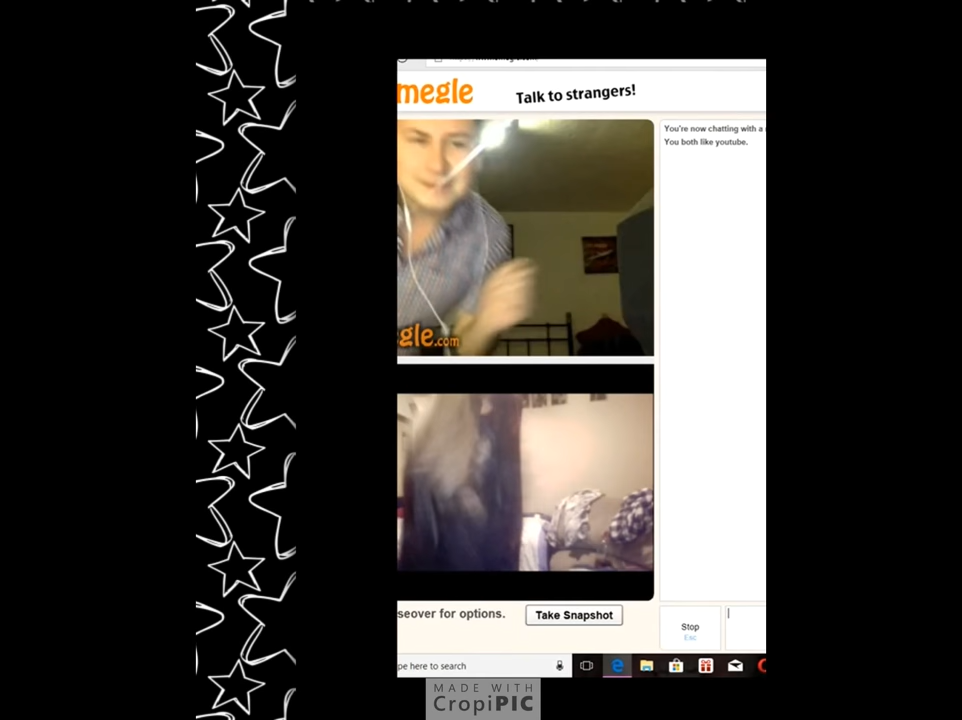 megle
Talk to strangers!
You're now chatting with a
You both like youtube.
gle.com
seover for options.
Take Snapshot
Stop
Esc
pe here to search
MADE WITH
CropiPIC